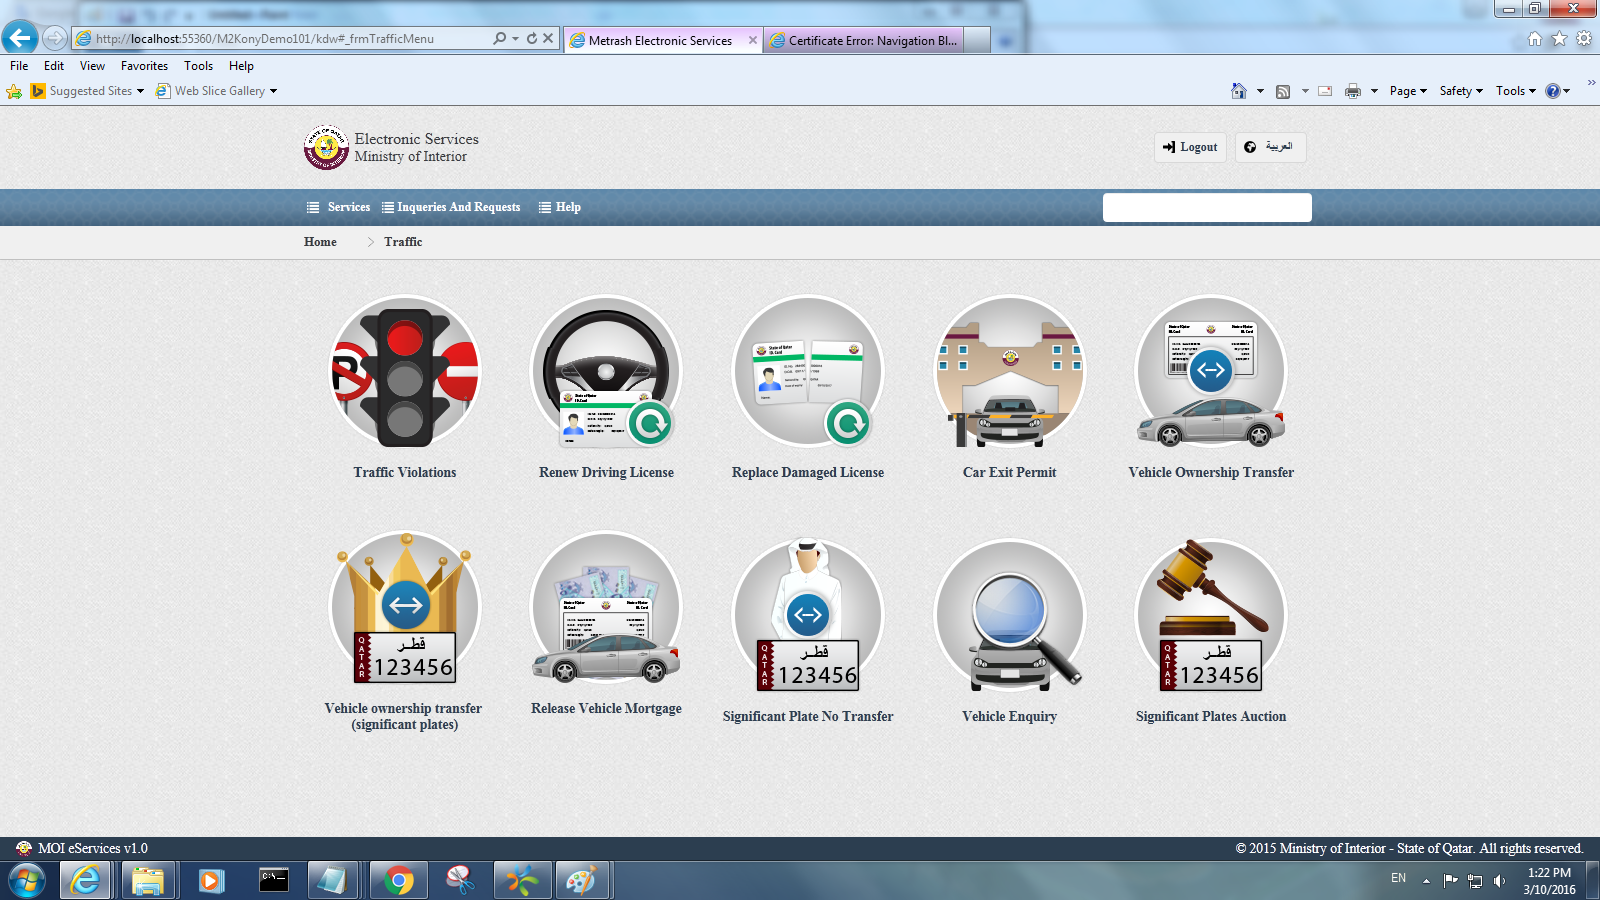 http://localhost:55360/M2KonyDemo101/kdw#_frmTrafficMenu
Metrash Electronic Services
Certificate Error: Navigation Bl...
File Edit View Favorites Tools Help
Suggested Sites
Web Slice Gallery
Page Safety Tools
Electronic Services
Ministry of Interior
Logout
العربية
Services
Inqueries And Requests
Help
Home
Traffic
Traffic Violations
Renew Driving License
Replace Damaged License
Car Exit Permit
Vehicle Ownership Transfer
قطر
QATAR
123456
قطر
QATAR
123456
قطر
QATAR
123456
Vehicle ownership transfer
(significant plates)
Release Vehicle Mortgage
Significant Plate No Transfer
Vehicle Enquiry
Significant Plates Auction
MOI eServices v1.0
© 2015 Ministry of Interior - State of Qatar. All rights reserved.
EN
1:22 PM
3/10/2016